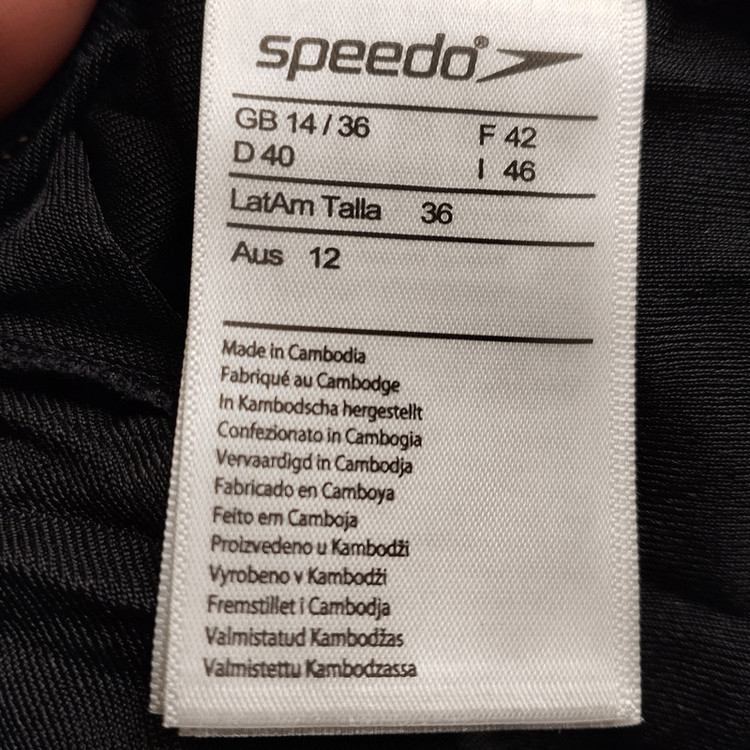 speedo®
GB 14 / 36 F 42
D 40 I 46
LatAm Talla 36
Aus 12
Made in Cambodia
Fabriqué au Cambodge
In Kambodscha hergestellt
Confezionato in Cambogia
Vervaardigd in Cambodja
Fabricado en Camboya
Feito em Camboja
Proizvedeno u Kambodži
Vyrobeno v Kambodži
Fremstillet i Cambodja
Valmistatud Kambodžas
Valmistettu Kambodzassa